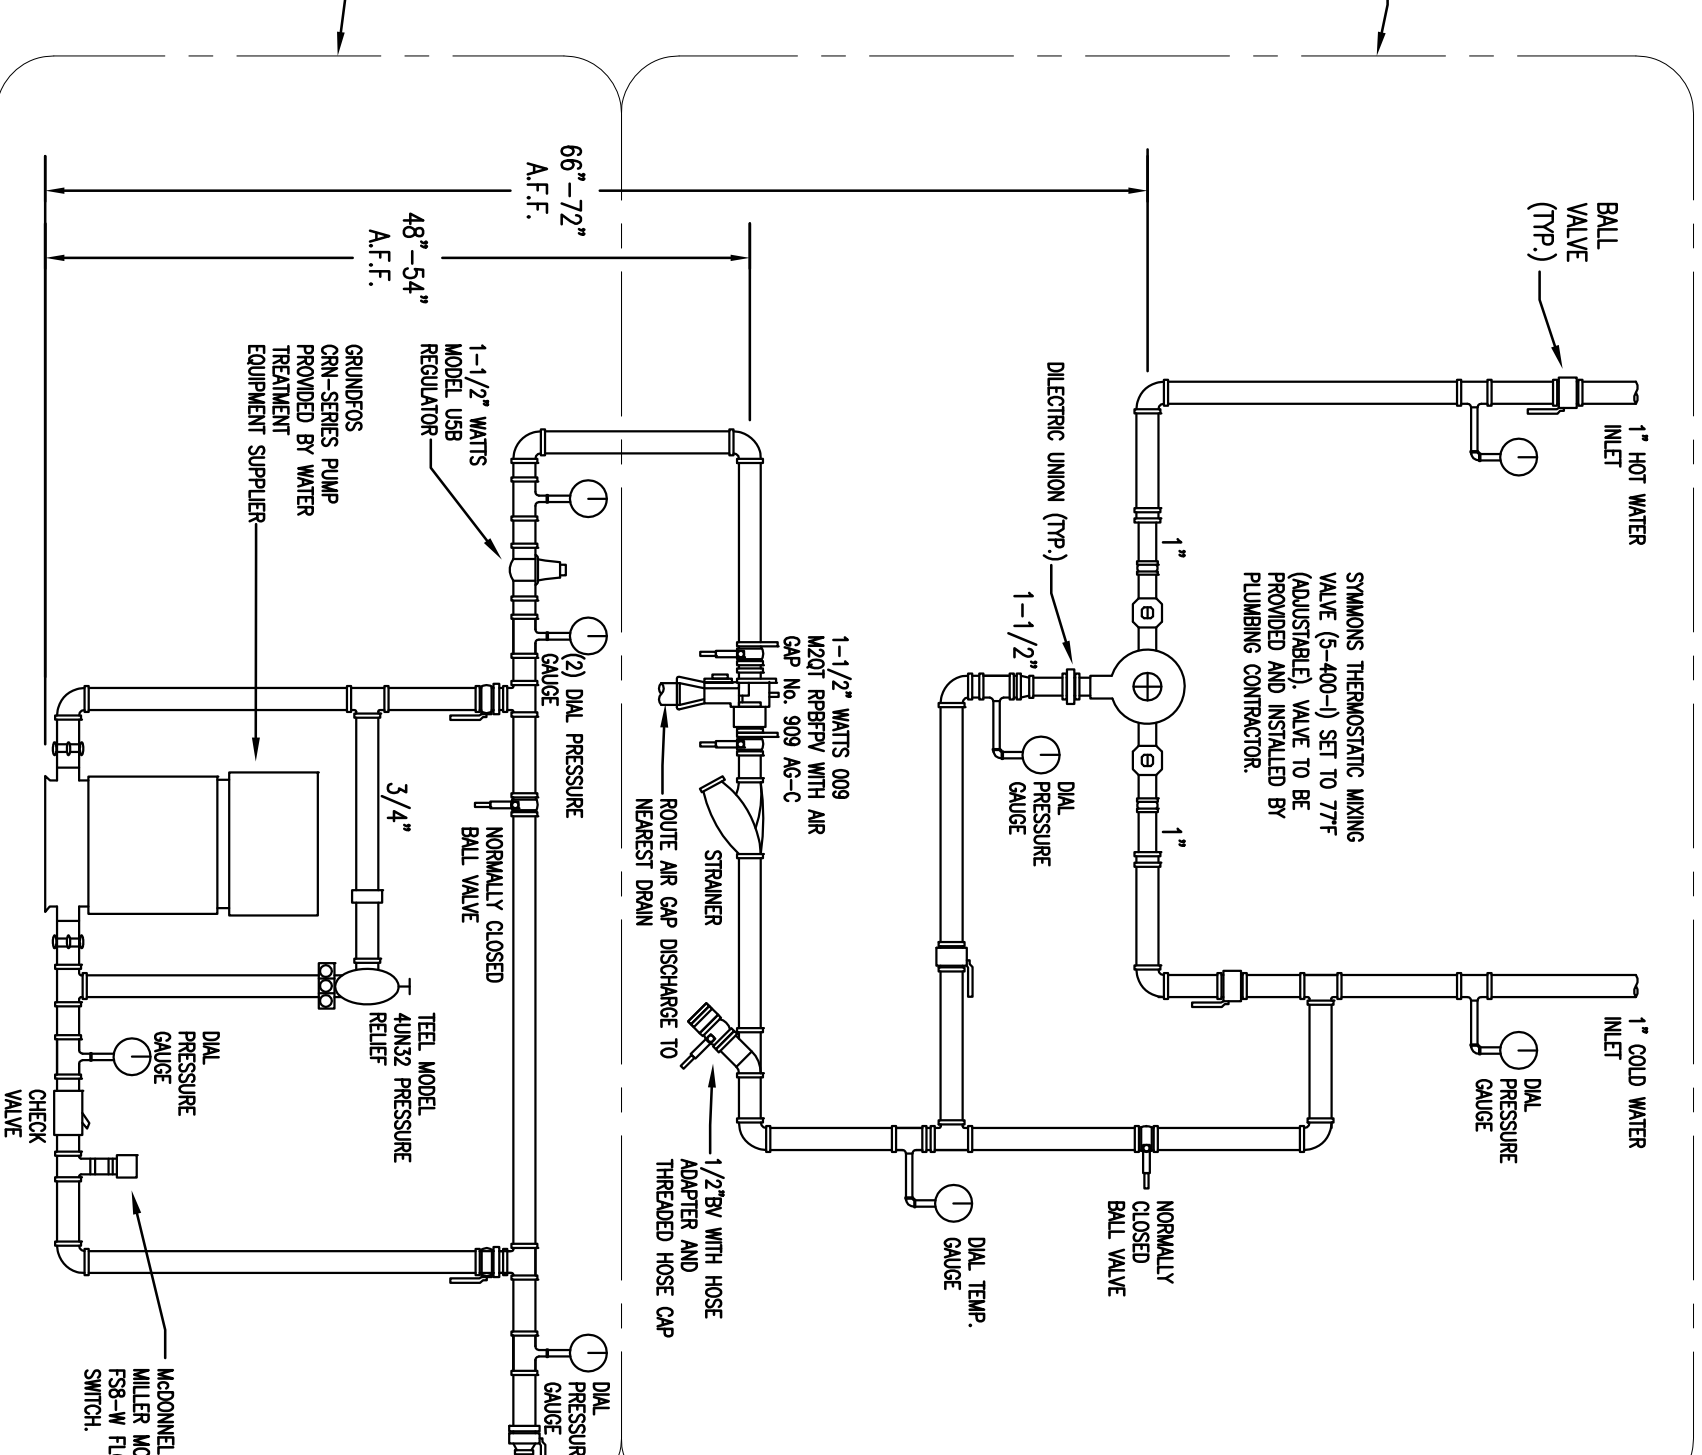 BALL
VALVE
(TYP.)
1" HOT WATER
INLET
1" COLD WATER
INLET
DIAL
PRESSURE
GAUGE
SYMMONS THERMOSTATIC MIXING
VALVE (5-400-I) SET TO 77°F
(ADJUSTABLE). VALVE TO BE
PROVIDED AND INSTALLED BY
PLUMBING CONTRACTOR.
1"
1"
NORMALLY
CLOSED
BALL VALVE
DILECTRIC UNION (TYP.)
1-1/2"
DIAL
PRESSURE
GAUGE
DIAL TEMP.
GAUGE
1-1/2" WATTS 009
M2QT RPBFPV WITH AIR
GAP No. 909 AG-C
STRAINER
ROUTE AIR GAP DISCHARGE TO
NEAREST DRAIN
1/2"BV WITH HOSE
ADAPTER AND
THREADED HOSE CAP
66"-72"
A.F.F.
48"-54"
A.F.F.
(2) DIAL PRESSURE
GAUGE
DIAL
PRESSUR
GAUGE
1-1/2" WATTS
MODEL U5B
REGULATOR
NORMALLY CLOSED
BALL VALVE
3/4"
TEEL MODEL
4UN32 PRESSURE
RELIEF
GRUNDFOS
CRN-SERIES PUMP
PROVIDED BY WATER
TREATMENT
EQUIPMENT SUPPLIER
DIAL
PRESSURE
GAUGE
McDONNEL
MILLER MO
FS8-W FLO
SWITCH.
CHECK
VALVE